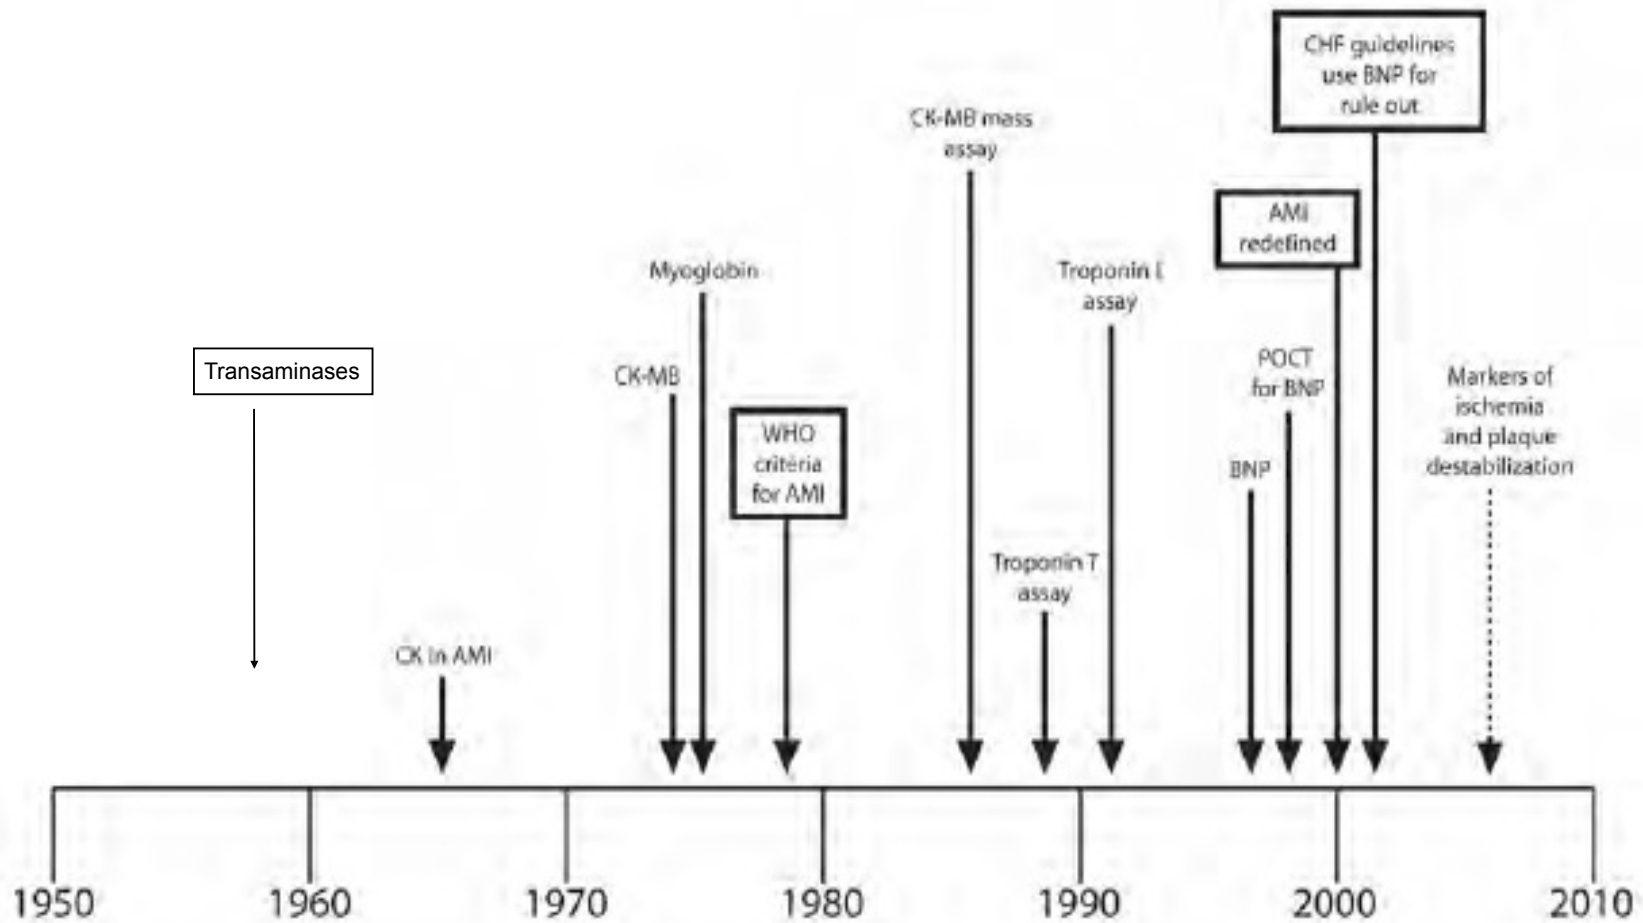 CHF guidelines
use BNP for
rule out
CK-MB mass
assay
AMI
redefined
Myoglobin
Troponin I
assay
Transaminases
CK-MB
POCT
for BNP
Markers of
ischemia
and plaque
destabilization
WHO
criteria
for AMI
BNP
Troponin T
assay
CK in AMI
1950
1960
1970
1980
1990
2000
2010